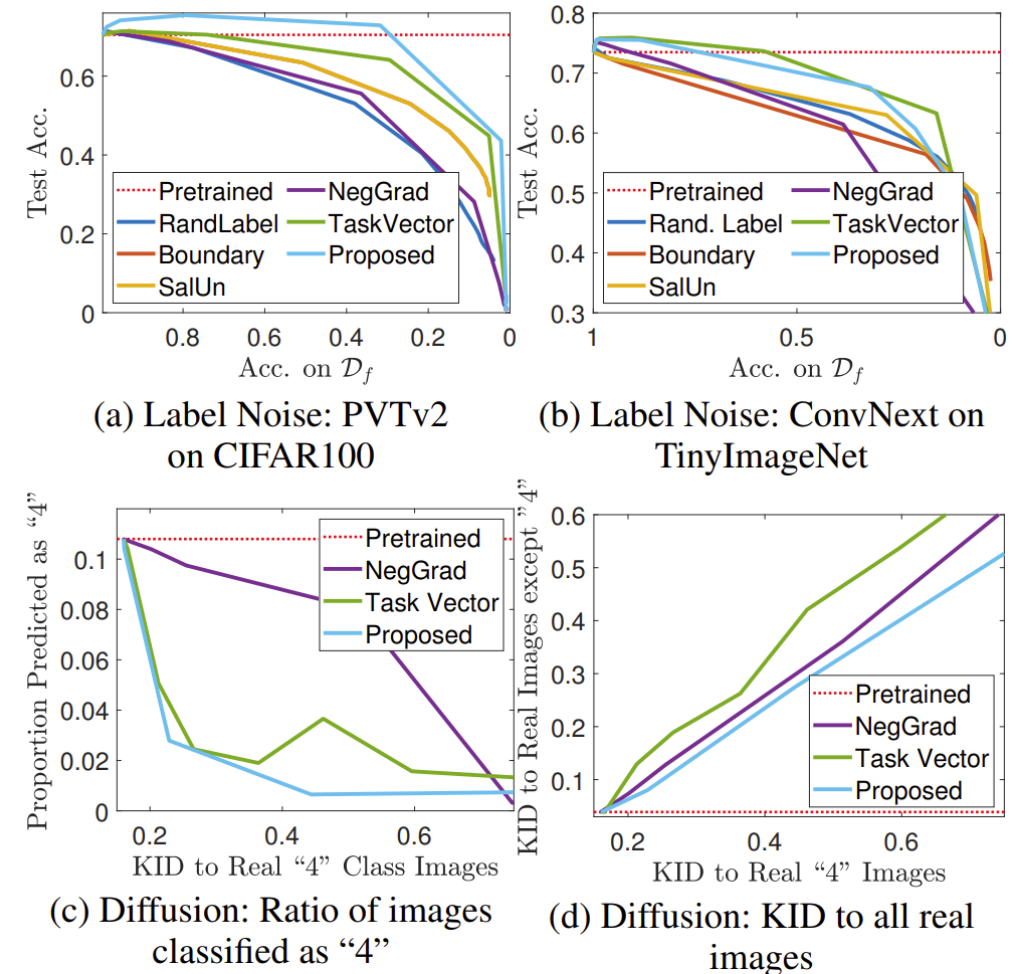 Test Acc.
0.6
0.4
0.2
0
0.8
0.6
0.4
0.2
0
Pretrained
RandLabel
Boundary
SalUn
NegGrad
TaskVector
Proposed
Acc. on D_f
(a) Label Noise: PVTv2
on CIFAR100
Test Acc.
0.8
0.7
0.6
0.5
0.4
0.3
1
0.5
0
Pretrained
Rand. Label
Boundary
SalUn
NegGrad
TaskVector
Proposed
Acc. on D_f
(b) Label Noise: ConvNext on
TinyImageNet
Proportion Predicted as “4”
0.1
0.08
0.06
0.04
0.02
0
0.2
0.4
0.6
Pretrained
NegGrad
Task Vector
Proposed
KID to Real “4” Class Images
(c) Diffusion: Ratio of images
classified as “4”
KID to Real Images except "4"
0.6
0.5
0.4
0.3
0.2
0.1
0.2
0.4
0.6
Pretrained
NegGrad
Task Vector
Proposed
KID to Real “4” Images
(d) Diffusion: KID to all real
images